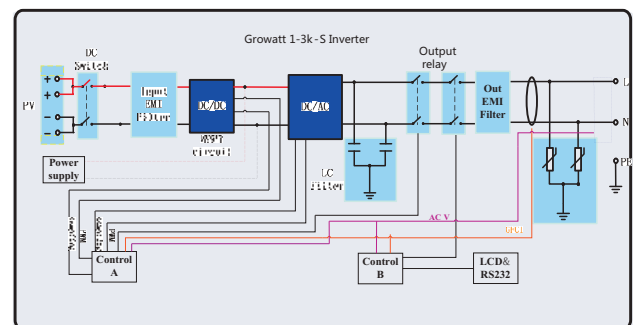 Growatt 1-3k-S Inverter
DC
Switch
Output
relay
+
+
PV
−
−
Input
EMI
Filter
DC/DC
MPPT
circuit
DC/AC
LC
Filter
Out
EMI
Filter
L
N
PE
Power
supply
AC V
GFCI
Control
A
Control
B
LCD&
RS232